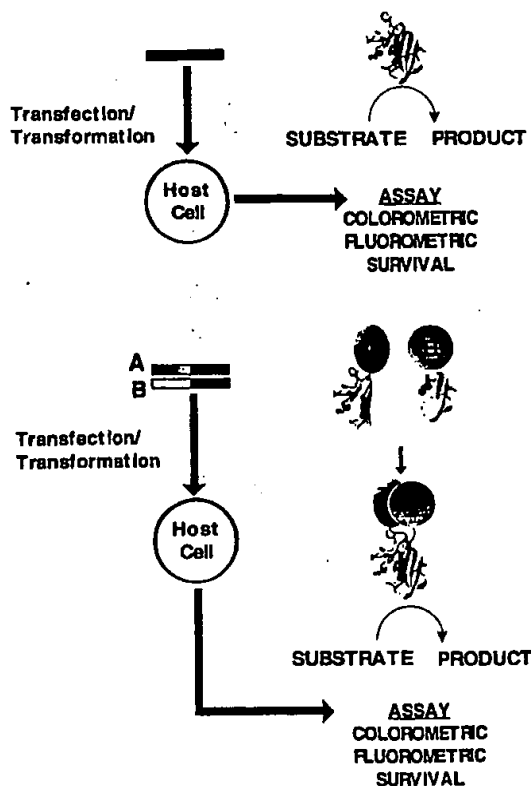 Transfection/
Transformation
SUBSTRATE PRODUCT
Host
Cell
ASSAY
COLOROMETRIC
FLUOROMETRIC
SURVIVAL
A
B
Transfection/
Transformation
Host
Cell
SUBSTRATE PRODUCT
ASSAY
COLOROMETRIC
FLUOROMETRIC
SURVIVAL